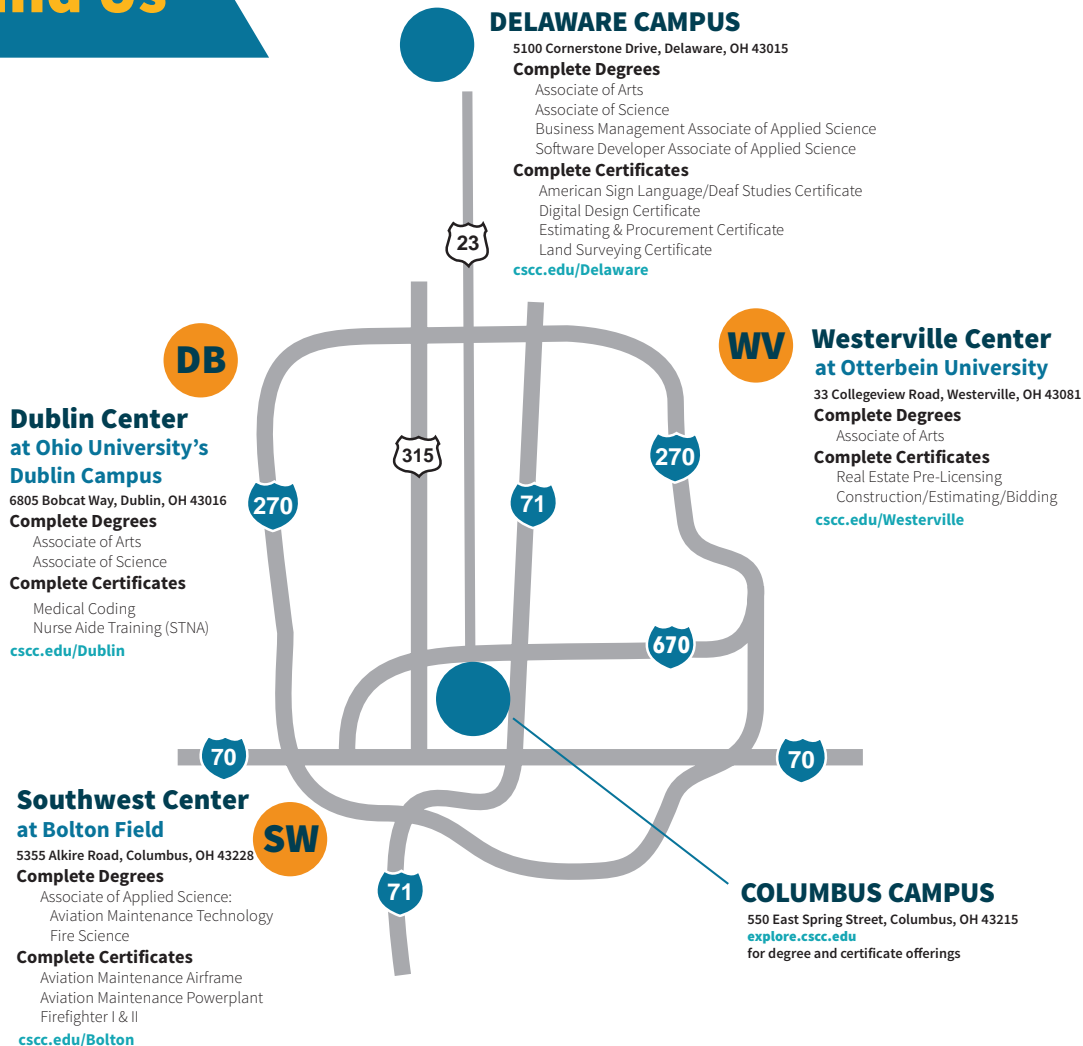 Us
DELAWARE CAMPUS
5100 Cornerstone Drive, Delaware, OH 43015
Complete Degrees
Associate of Arts
Associate of Science
Business Management Associate of Applied Science
Software Developer Associate of Applied Science
Complete Certificates
American Sign Language/Deaf Studies Certificate
Digital Design Certificate
Estimating & Procurement Certificate
Land Surveying Certificate
cscc.edu/Delaware
23
DB
Dublin Center
at Ohio University’s
Dublin Campus
6805 Bobcat Way, Dublin, OH 43016
Complete Degrees
Associate of Arts
Associate of Science
Complete Certificates
Medical Coding
Nurse Aide Training (STNA)
cscc.edu/Dublin
WV
Westerville Center
at Otterbein University
33 Collegeview Road, Westerville, OH 43081
Complete Degrees
Associate of Arts
Complete Certificates
Real Estate Pre-Licensing
Construction/Estimating/Bidding
cscc.edu/Westerville
315
270
270
71
670
70
70
Southwest Center
at Bolton Field
SW
5355 Alkire Road, Columbus, OH 43228
Complete Degrees
Associate of Applied Science:
Aviation Maintenance Technology
Fire Science
Complete Certificates
Aviation Maintenance Airframe
Aviation Maintenance Powerplant
Firefighter I & II
cscc.edu/Bolton
71
COLUMBUS CAMPUS
550 East Spring Street, Columbus, OH 43215
explore.cscc.edu
for degree and certificate offerings